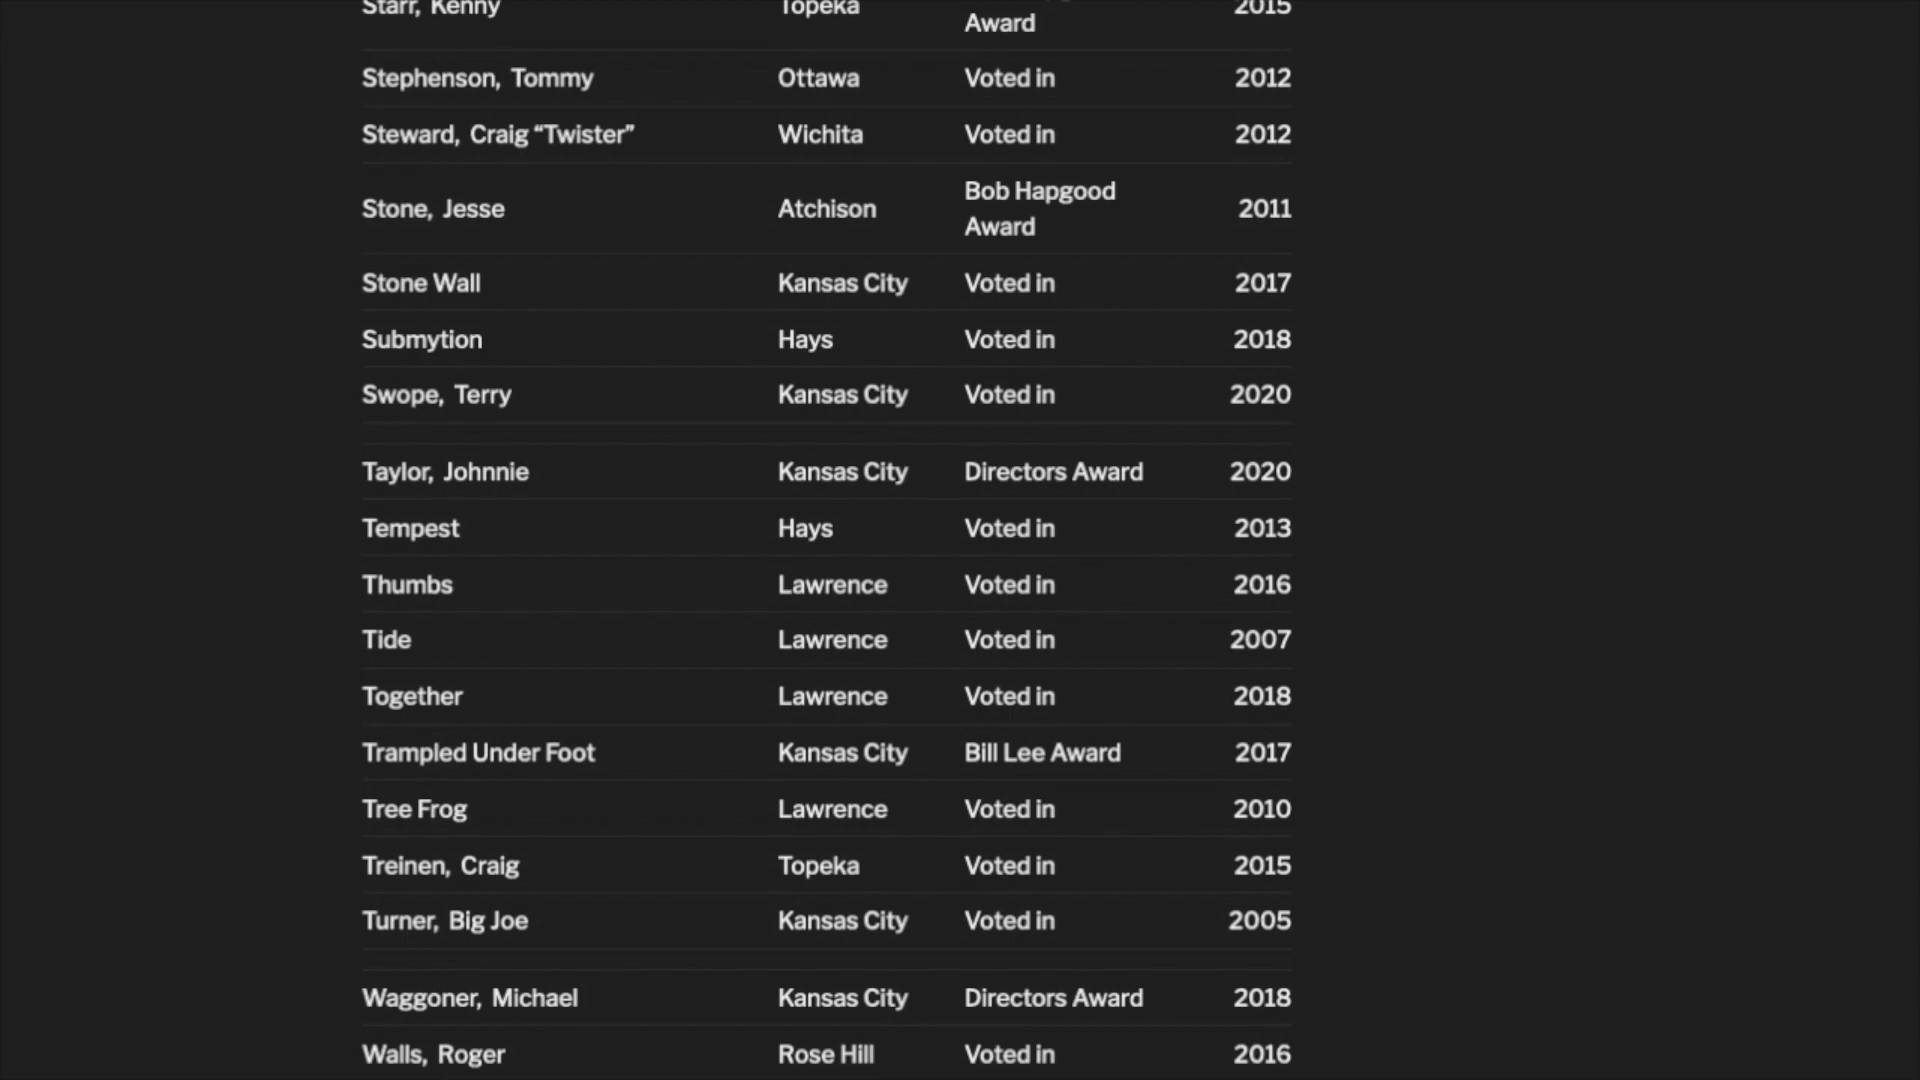 Starr, Kenny Topeka 2015
Award
Stephenson, Tommy Ottawa Voted in 2012
Steward, Craig “Twister” Wichita Voted in 2012
Stone, Jesse Atchison Bob Hapgood Award 2011
Stone Wall Kansas City Voted in 2017
Submytion Hays Voted in 2018
Swope, Terry Kansas City Voted in 2020
Taylor, Johnnie Kansas City Directors Award 2020
Tempest Hays Voted in 2013
Thumbs Lawrence Voted in 2016
Tide Lawrence Voted in 2007
Together Lawrence Voted in 2018
Trampled Under Foot Kansas City Bill Lee Award 2017
Tree Frog Lawrence Voted in 2010
Treinen, Craig Topeka Voted in 2015
Turner, Big Joe Kansas City Voted in 2005
Waggoner, Michael Kansas City Directors Award 2018
Walls, Roger Rose Hill Voted in 2016